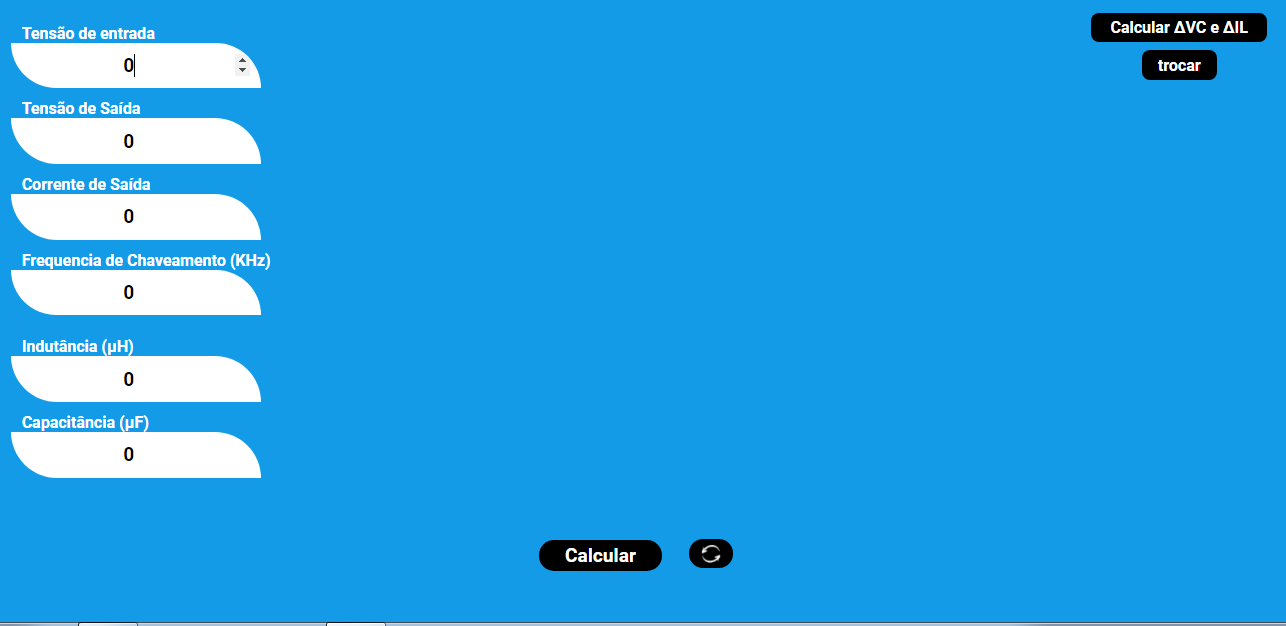 Tensão de entrada
0
Tensão de Saída
0
Corrente de Saída
0
Frequencia de Chaveamento (KHz)
0
Indutância (µH)
0
Capacitância (µF)
0
Calcular ΔVC e ΔIL
trocar
Calcular